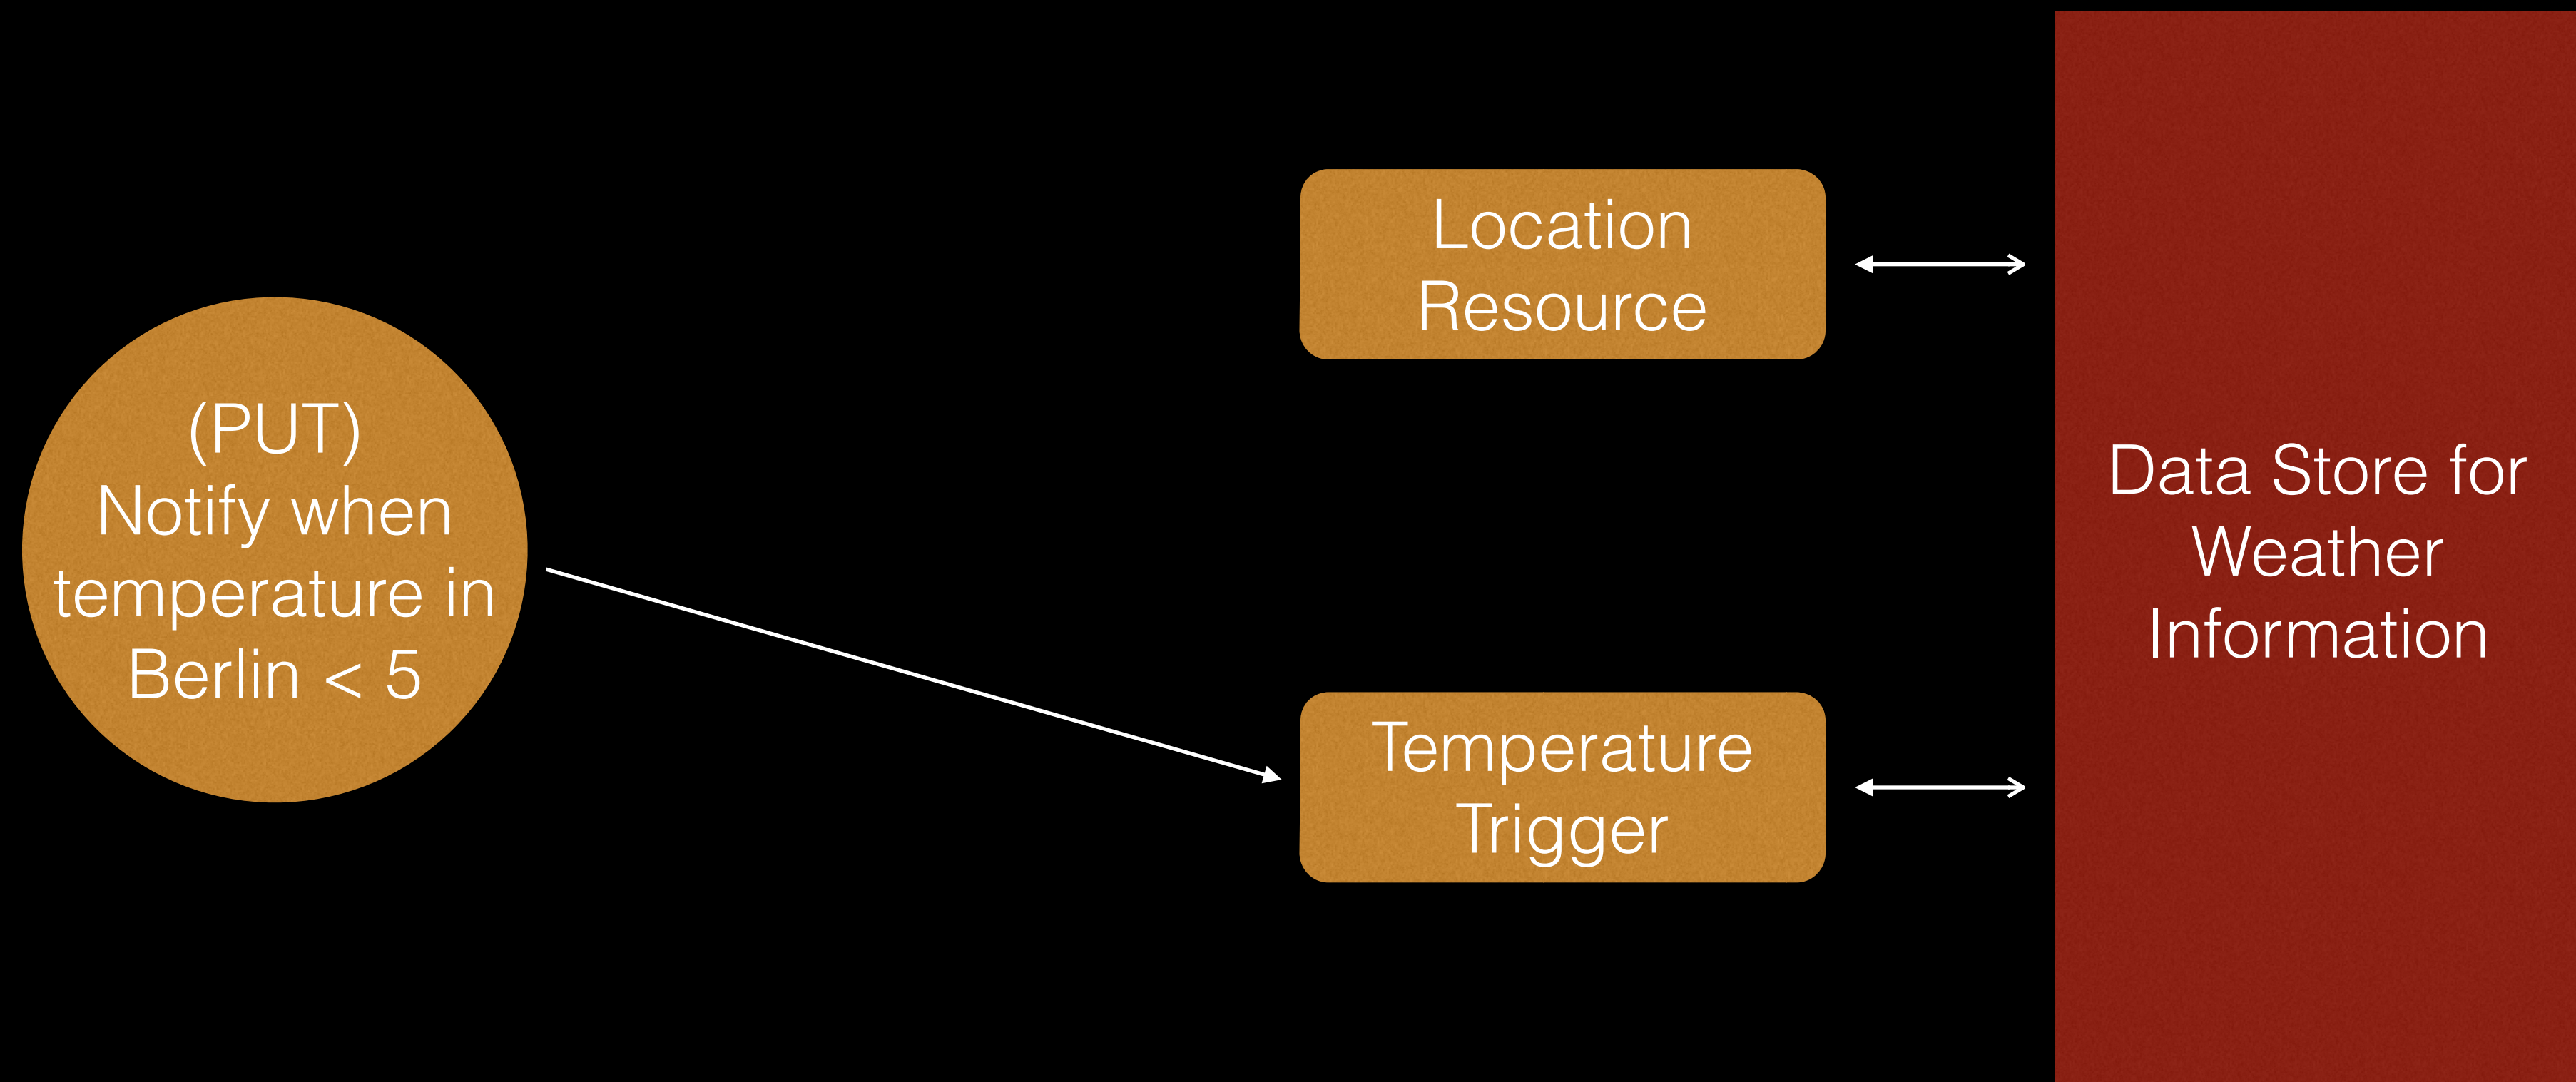 (PUT)
Notify when
temperature in
Berlin < 5
Location
Resource
Temperature
Trigger
Data Store for
Weather
Information